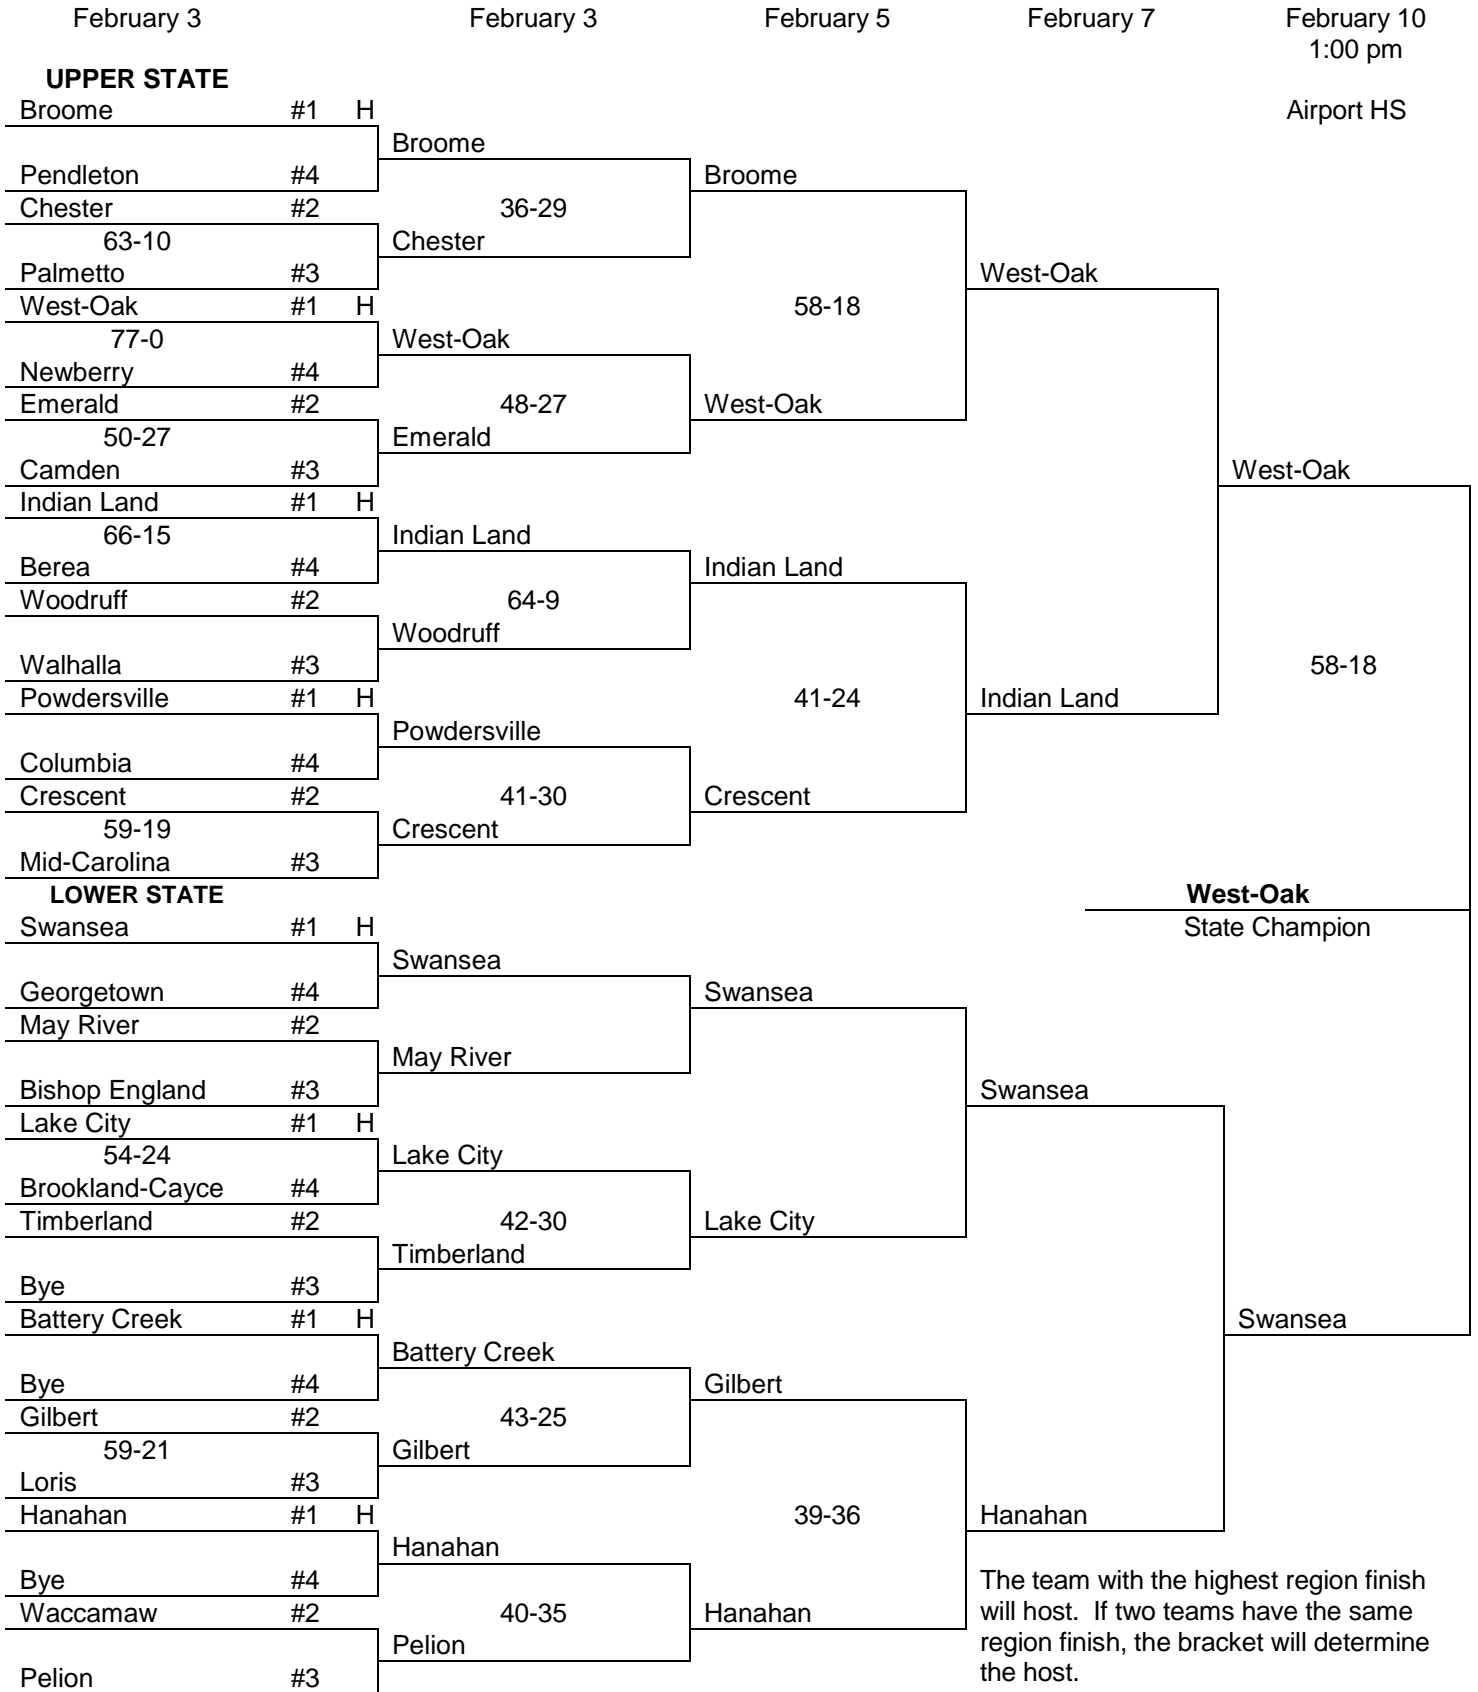 February 3 February 3 February 5 February 7 February 10
1:00 pm
UPPER STATE
Broome #1 H Airport HS
Broome
Pendleton #4 Broome
Chester #2 36-29
63-10 Chester
Palmetto #3 West-Oak
West-Oak #1 H 58-18
77-0 West-Oak
Newberry #4
Emerald #2 48-27 West-Oak
50-27 Emerald
Camden #3 West-Oak
Indian Land #1 H
66-15 Indian Land
Berea #4 Indian Land
Woodruff #2 64-9
Woodruff
Walhalla #3 58-18
Powdersville #1 H 41-24 Indian Land
Powdersville
Columbia #4
Crescent #2 41-30 Crescent
59-19 Crescent
Mid-Carolina #3
LOWER STATE West-Oak
Swansea #1 H State Champion
Swansea
Georgetown #4 Swansea
May River #2
May River
Bishop England #3 Swansea
Lake City #1 H
54-24 Lake City
Brookland-Cayce #4
Timberland #2 42-30 Lake City
Timberland
Bye #3
Battery Creek #1 H Swansea
Battery Creek
Bye #4 Gilbert
Gilbert #2 43-25
59-21 Gilbert
Loris #3
Hanahan #1 H 39-36 Hanahan
Hanahan
Bye #4 The team with the highest region finish
Waccamaw #2 40-35 Hanahan will host. If two teams have the same
Pelion region finish, the bracket will determine
Pelion #3 the host.